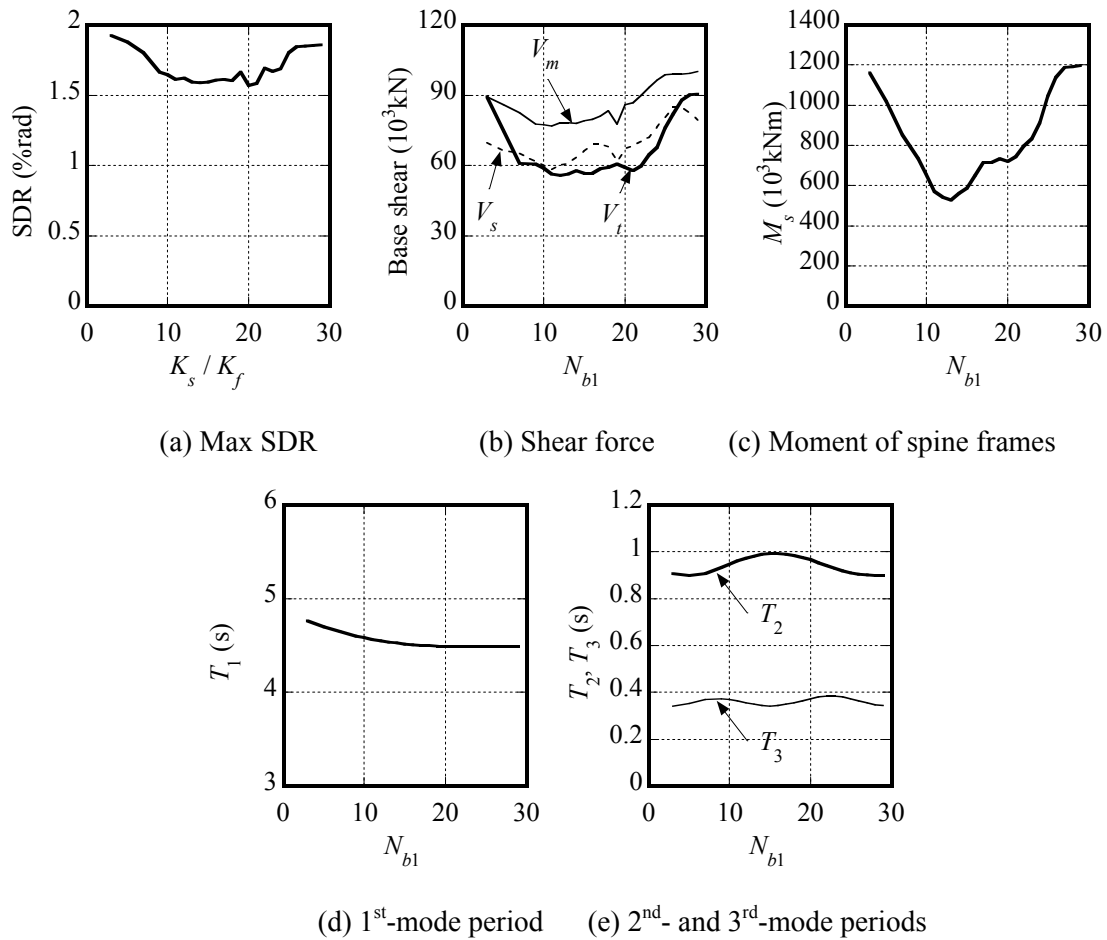 2
1.5
1
0.5
0
SDR (%rad)
0 10 20 30
K_s / K_f
(a) Max SDR
120
90
60
30
0
Base shear (10³kN)
V_m
V_s
V_t
0 10 20 30
N_b1
(b) Shear force
1400
1200
1000
800
600
400
200
0
M_s (10³kNm)
0 10 20 30
N_b1
(c) Moment of spine frames
6
5
4
3
T_1 (s)
0 10 20 30
N_b1
(d) 1st-mode period
1.2
1
0.8
0.6
0.4
0.2
0
T_2, T_3 (s)
T_2
T_3
0 10 20 30
N_b1
(e) 2nd- and 3rd-mode periods